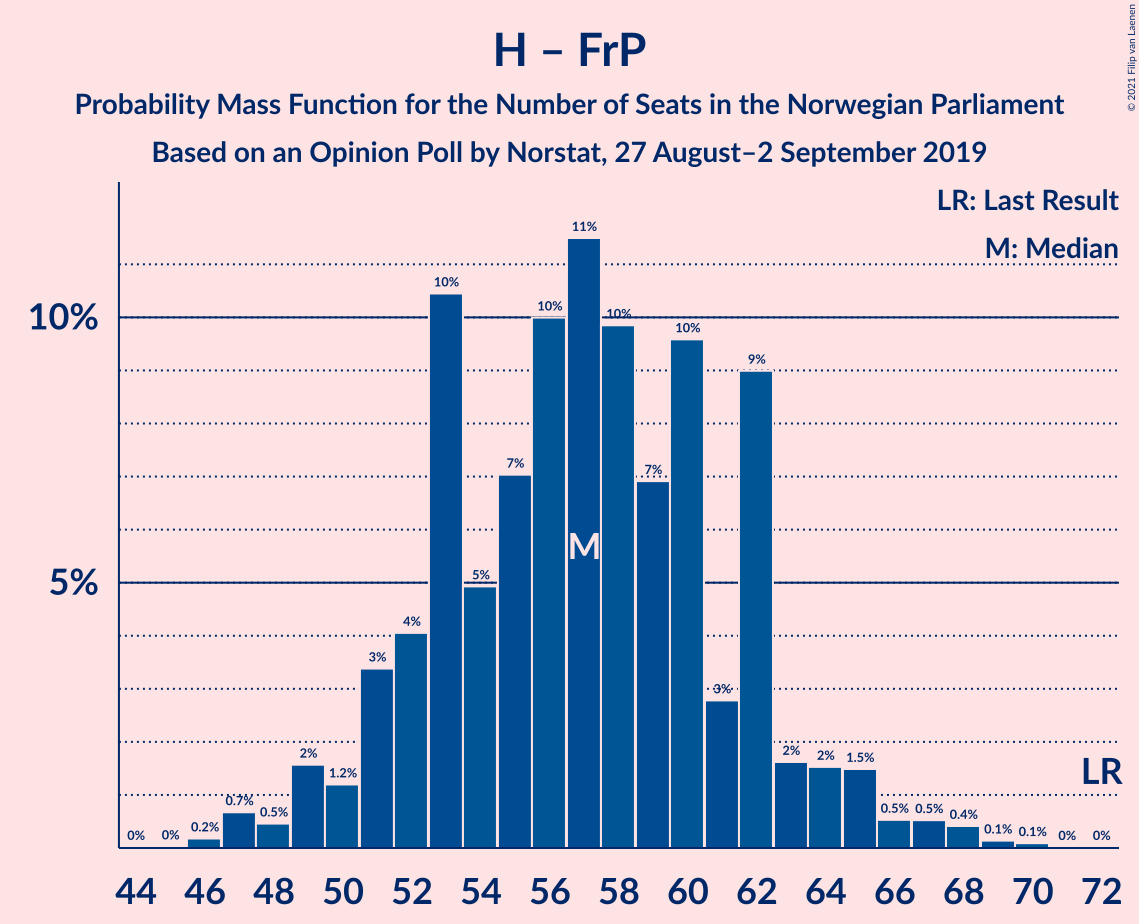 © 2021 Filip van Laenen
H – FrP
Probability Mass Function for the Number of Seats in the Norwegian Parliament
Based on an Opinion Poll by Norstat, 27 August–2 September 2019
LR: Last Result
M: Median
10%
5%
0% 0% 0.2% 0.7% 0.5% 2% 1.2% 3% 4% 10% 5% 7% 10% 11% 10% 7% 10% 3% 9% 2% 2% 1.5% 0.5% 0.5% 0.4% 0.1% 0.1% 0% 0%
M
LR
44 46 48 50 52 54 56 58 60 62 64 66 68 70 72